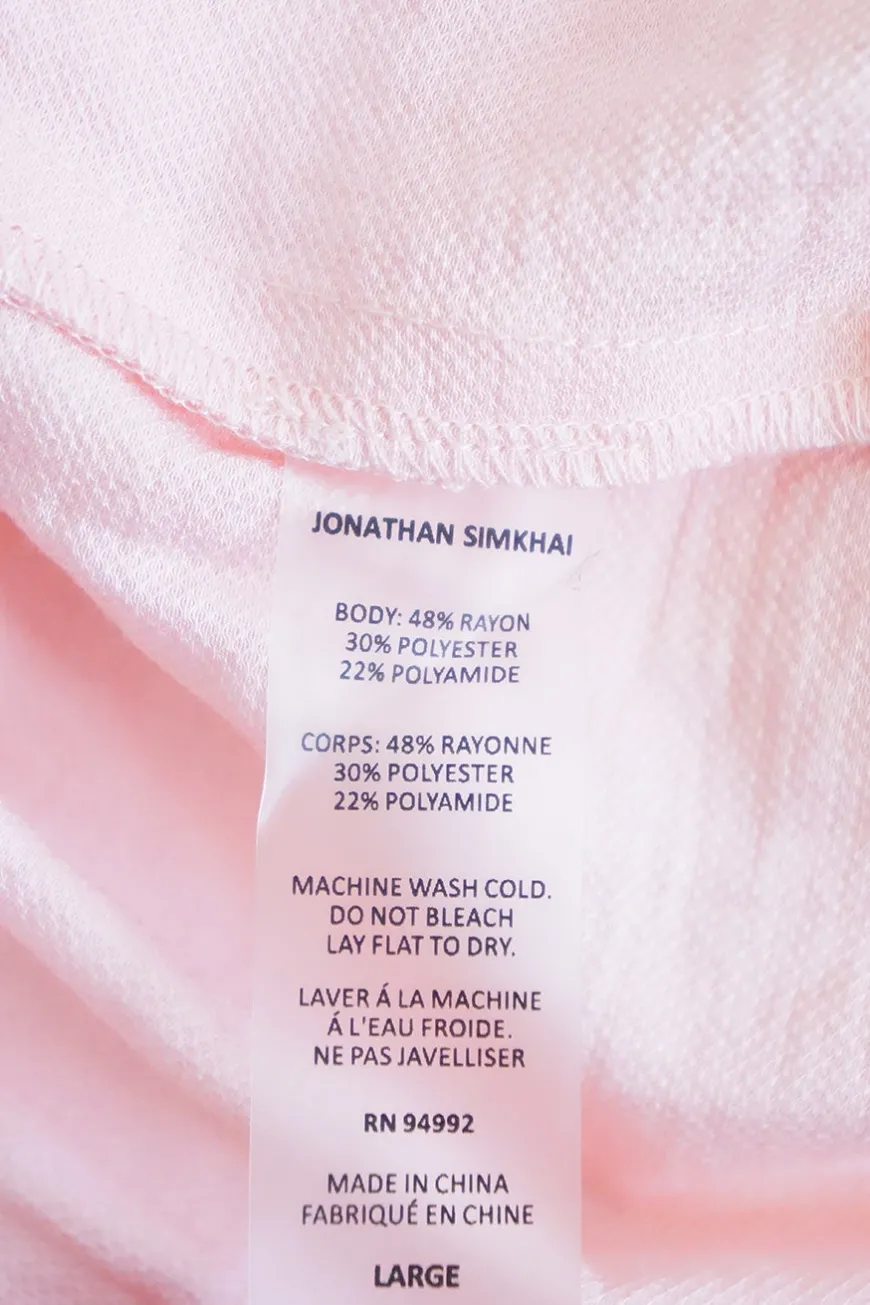 JONATHAN SIMKHAI
BODY: 48% RAYON
30% POLYESTER
22% POLYAMIDE
CORPS: 48% RAYONNE
30% POLYESTER
22% POLYAMIDE
MACHINE WASH COLD.
DO NOT BLEACH
LAY FLAT TO DRY.
LAVER Á LA MACHINE
Á L'EAU FROIDE.
NE PAS JAVELLISER
RN 94992
MADE IN CHINA
FABRIQUÉ EN CHINE
LARGE